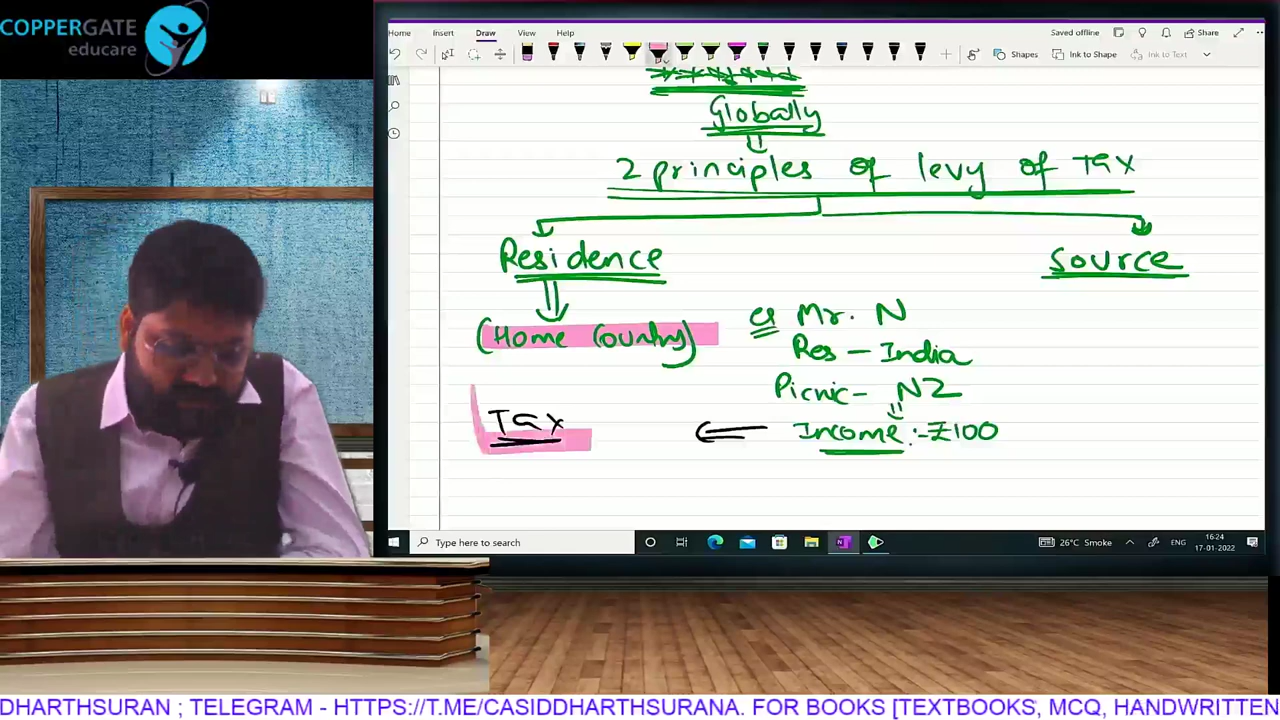 COPPERGATE
educare
Home Insert Draw View Help
Saved offline
Share
Shapes
Ink to Shape
Ink to Text
Globally
2 principles of levy of Tax
Residence
Source
(Home Country)
eg Mr. N
Res - India
Picnic - NZ
Tax
Income :- ₹100
Type here to search
26°C Smoke
ENG
16:24
17-01-2022
DHARTHSURAN ; TELEGRAM - HTTPS://T.ME/CASIDDHARTHSURANA. FOR BOOKS [TEXTBOOKS, MCQ, HANDWRITTEN